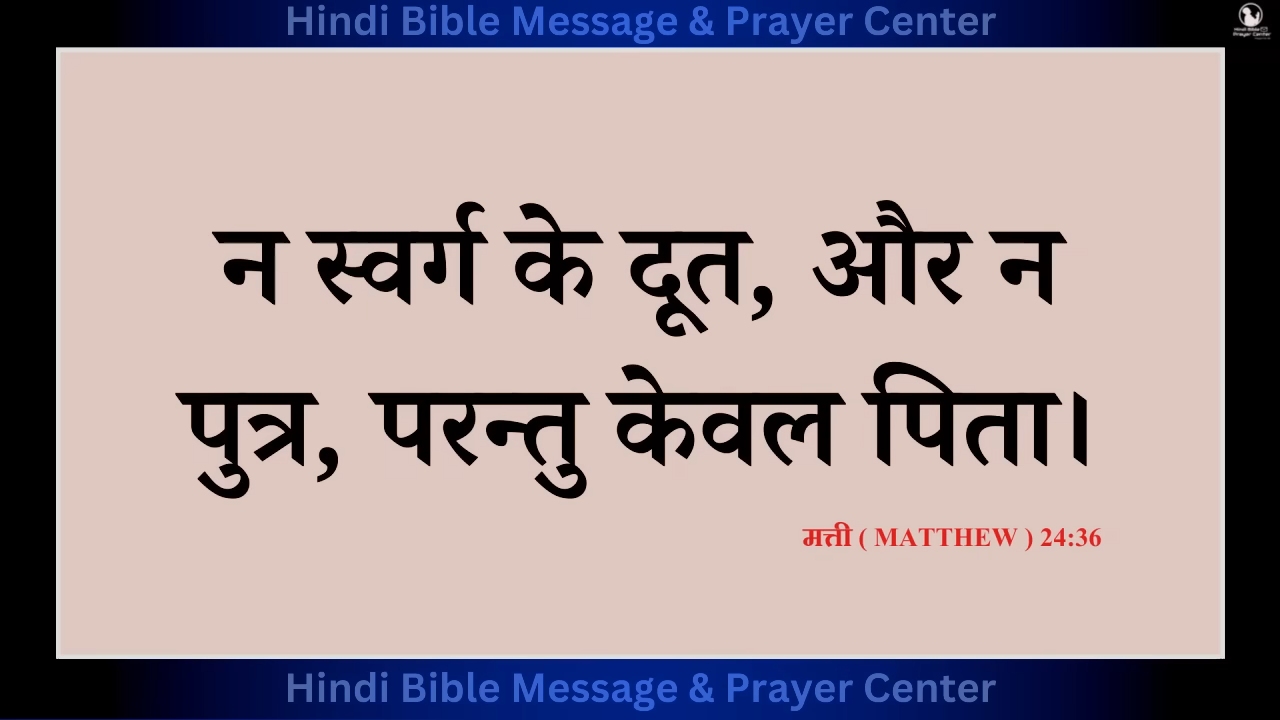 Hindi Bible Message & Prayer Center
न स्वर्ग के दूत, और न
पुत्र, परन्तु केवल पिता।
मत्ती ( MATTHEW ) 24:36
Hindi Bible Message & Prayer Center